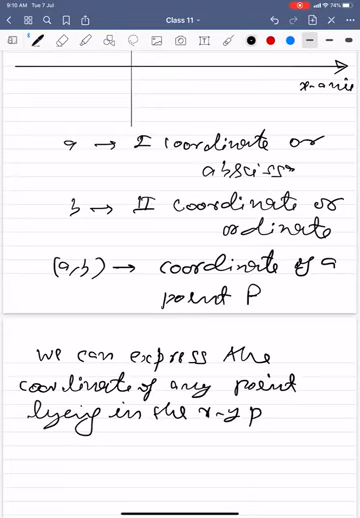 9:10 AM Tue 7 Jul
74%
Class 11
x-axis
a → I coordinate or
abscissa
b → II coordinate or
ordinate
(a,b) → coordinate of a
point P
we can express the
coordinate of any point
lying in the x-y p